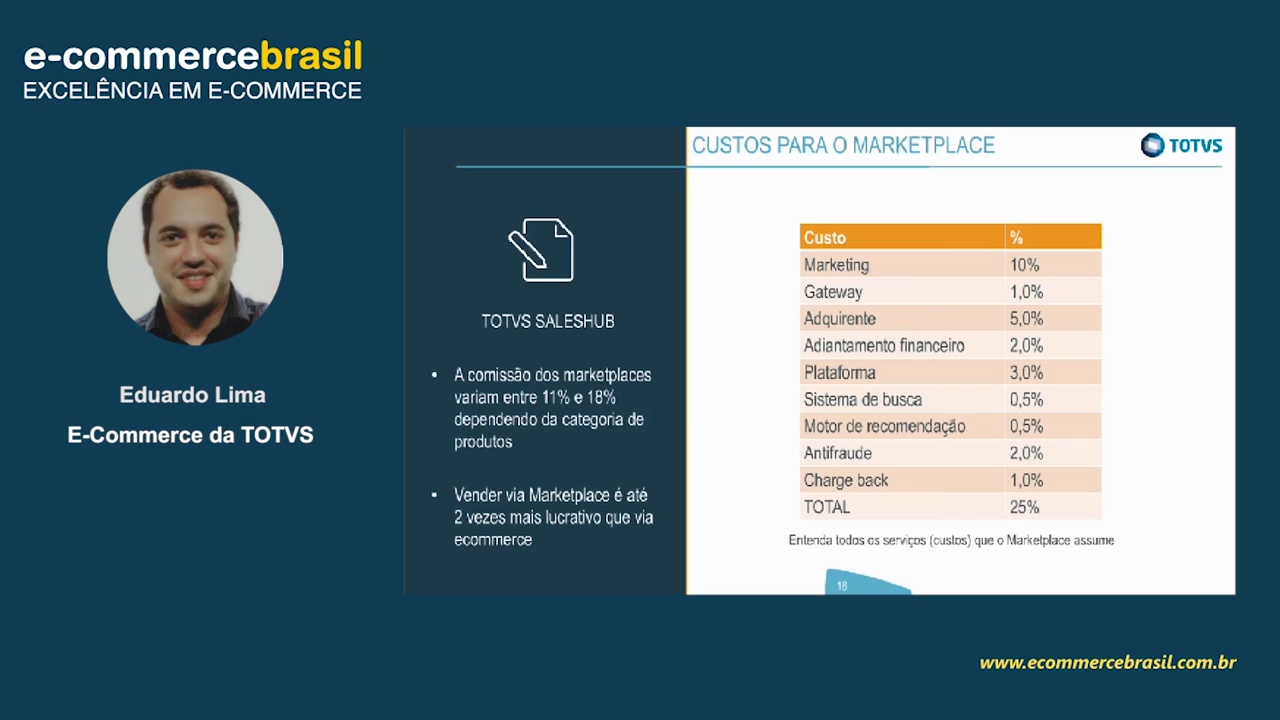 e-commercebrasil
EXCELÊNCIA EM E-COMMERCE
Eduardo Lima
E-Commerce da TOTVS
CUSTOS PARA O MARKETPLACE
TOTVS
TOTVS SALESHUB
• A comissão dos marketplaces
variam entre 11% e 18%
dependendo da categoria de
produtos
• Vender via Marketplace é até
2 vezes mais lucrativo que via
ecommerce
Custo %
Marketing 10%
Gateway 1,0%
Adquirente 5,0%
Adiantamento financeiro 2,0%
Plataforma 3,0%
Sistema de busca 0,5%
Motor de recomendação 0,5%
Antifraude 2,0%
Charge back 1,0%
TOTAL 25%
Entenda todos os serviços (custos) que o Marketplace assume
16
www.ecommercebrasil.com.br